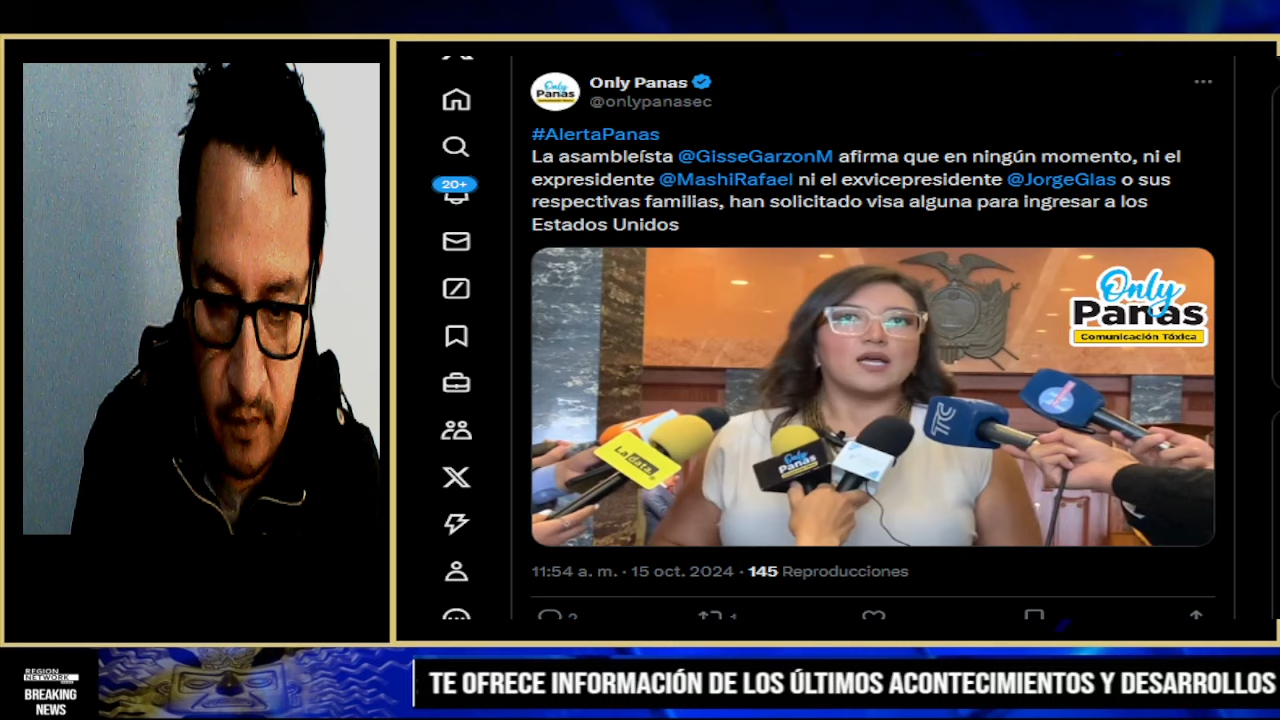 Only Panas
@onlypanasec
#AlertaPanas
La asambleísta @GisseGarzonM afirma que en ningún momento, ni el
expresidente @MashiRafael ni el exvicepresidente @JorgeGlas o sus
respectivas familias, han solicitado visa alguna para ingresar a los
Estados Unidos
20+
Only
Panas
Comunicación Tóxica
La data.
Only
Panas
TTC
11:54 a. m. · 15 oct. 2024 · 145 Reproducciones
REGION
NETWORK
BREAKING
NEWS
TE OFRECE INFORMACIÓN DE LOS ÚLTIMOS ACONTECIMIENTOS Y DESARROLLOS